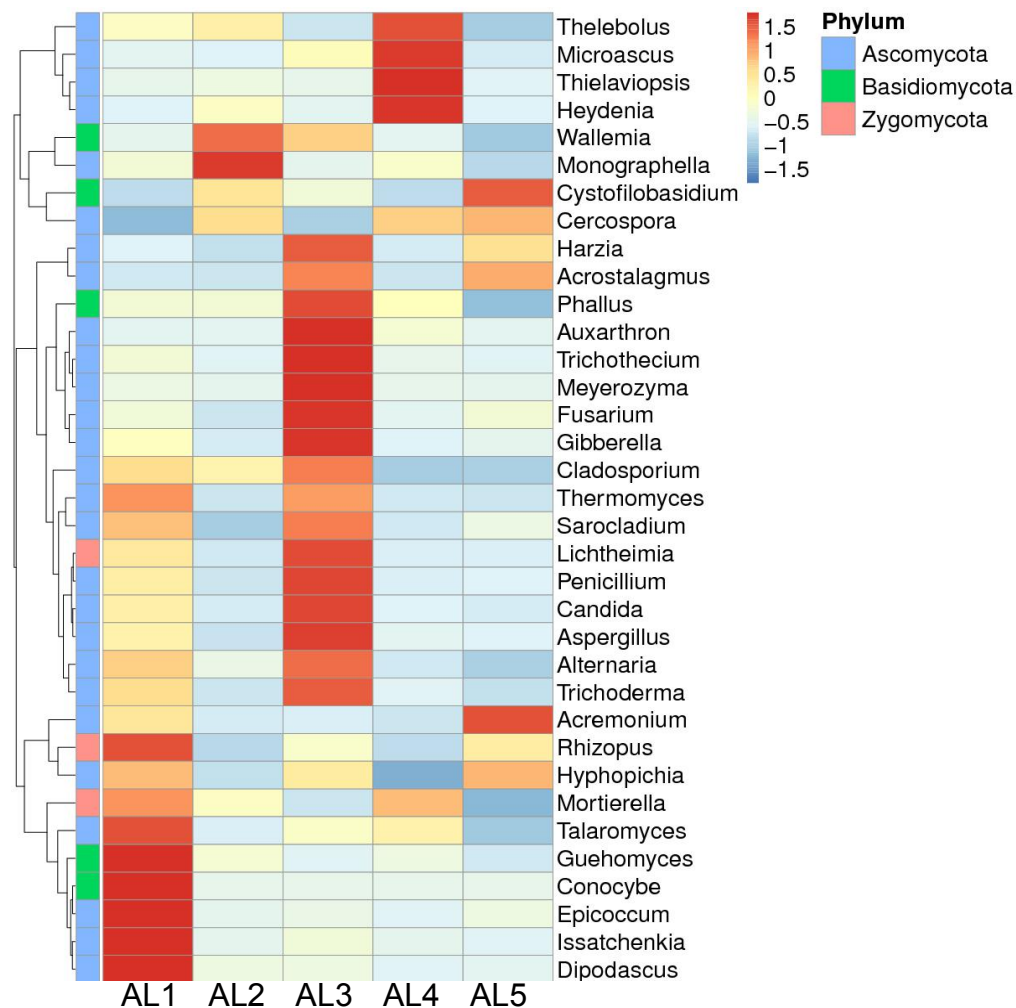 Thelebolus
Microascus
Thielaviopsis
Heydenia
Wallemia
Monographella
Cystofilobasidium
Cercospora
Harzia
Acrostalagmus
Phallus
Auxarthron
Trichothecium
Meyerozyma
Fusarium
Gibberella
Cladosporium
Thermomyces
Sarocladium
Lichtheimia
Penicillium
Candida
Aspergillus
Alternaria
Trichoderma
Acremonium
Rhizopus
Hyphopichia
Mortierella
Talaromyces
Guehomyces
Conocybe
Epicoccum
Issatchenkia
Dipodascus
AL1 AL2 AL3 AL4 AL5
1.5
1
0.5
0
−0.5
−1
−1.5
Phylum
Ascomycota
Basidiomycota
Zygomycota